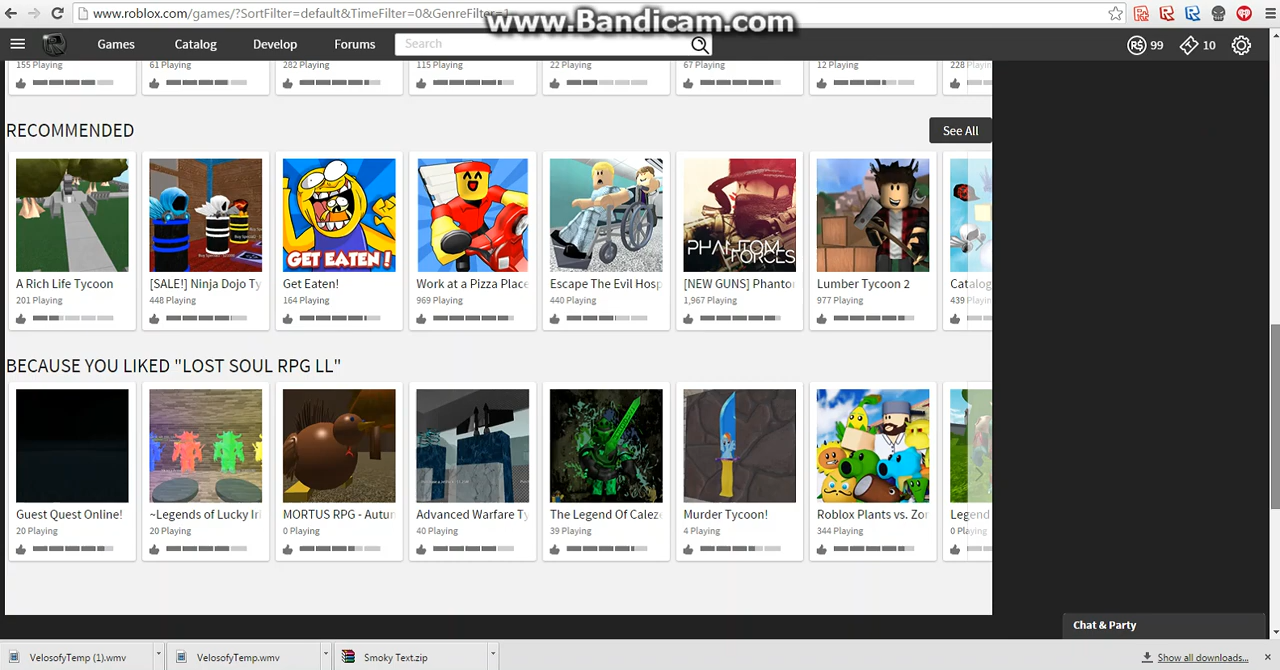 www.roblox.com/games/?SortFilter=default&TimeFilter=0&GenreFilter=1
www.Bandicam.com
Games Catalog Develop Forums Search 99 10
155 Playing 61 Playing 282 Playing 115 Playing 22 Playing 67 Playing 12 Playing 228
RECOMMENDED See All
GET EATEN! PHANTOM FORCES
A Rich Life Tycoon [SALE!] Ninja Dojo Ty Get Eaten! Work at a Pizza Place Escape The Evil Hosp [NEW GUNS] Phantom Lumber Tycoon 2 Catalog
201 Playing 448 Playing 164 Playing 969 Playing 440 Playing 1,967 Playing 977 Playing 439 Playing
BECAUSE YOU LIKED "LOST SOUL RPG LL"
Guest Quest Online! ~Legends of Lucky Iri MORTUS RPG - Autun Advanced Warfare Ty The Legend Of Caleze Murder Tycoon! Roblox Plants vs. Zor Legend
20 Playing 20 Playing 0 Playing 40 Playing 39 Playing 4 Playing 344 Playing 0 Playing
Chat & Party
VelosofyTemp (1).wmv VelosofyTemp.wmv Smoky Text.zip Show all downloads...